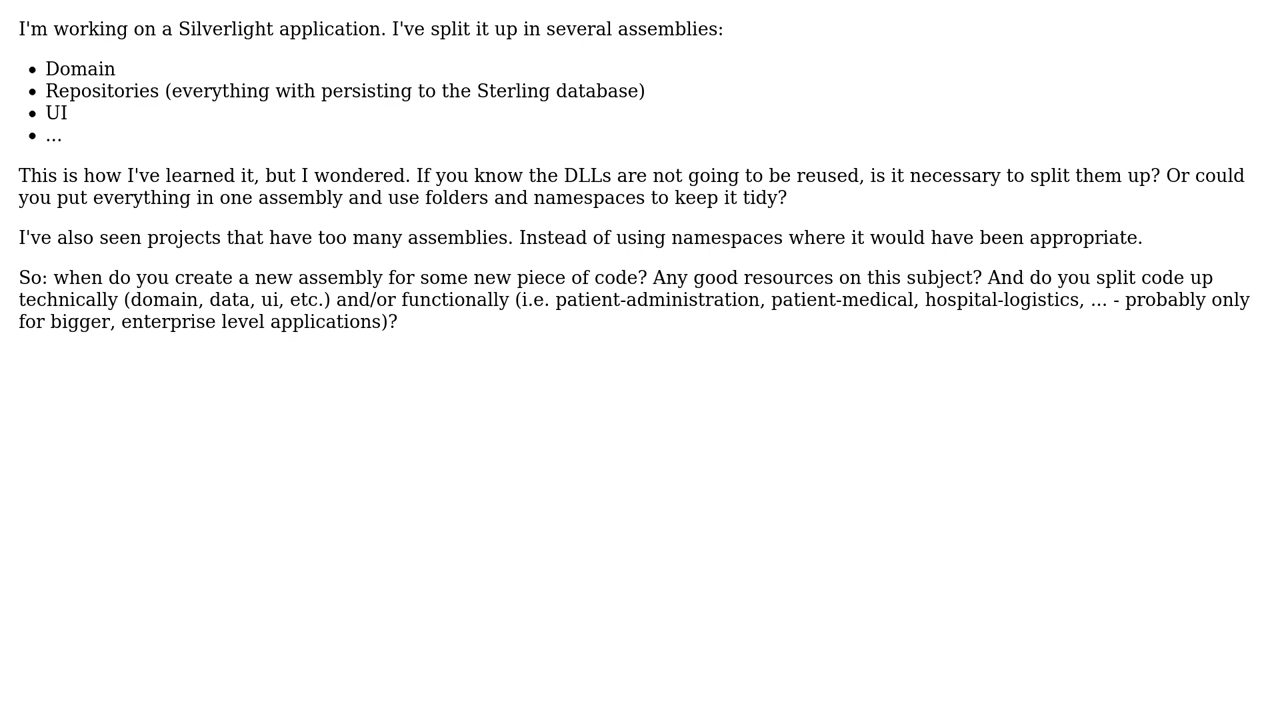 I'm working on a Silverlight application. I've split it up in several assemblies:
• Domain
• Repositories (everything with persisting to the Sterling database)
• UI
• ...
This is how I've learned it, but I wondered. If you know the DLLs are not going to be reused, is it necessary to split them up? Or could
you put everything in one assembly and use folders and namespaces to keep it tidy?
I've also seen projects that have too many assemblies. Instead of using namespaces where it would have been appropriate.
So: when do you create a new assembly for some new piece of code? Any good resources on this subject? And do you split code up
technically (domain, data, ui, etc.) and/or functionally (i.e. patient-administration, patient-medical, hospital-logistics, ... - probably only
for bigger, enterprise level applications)?